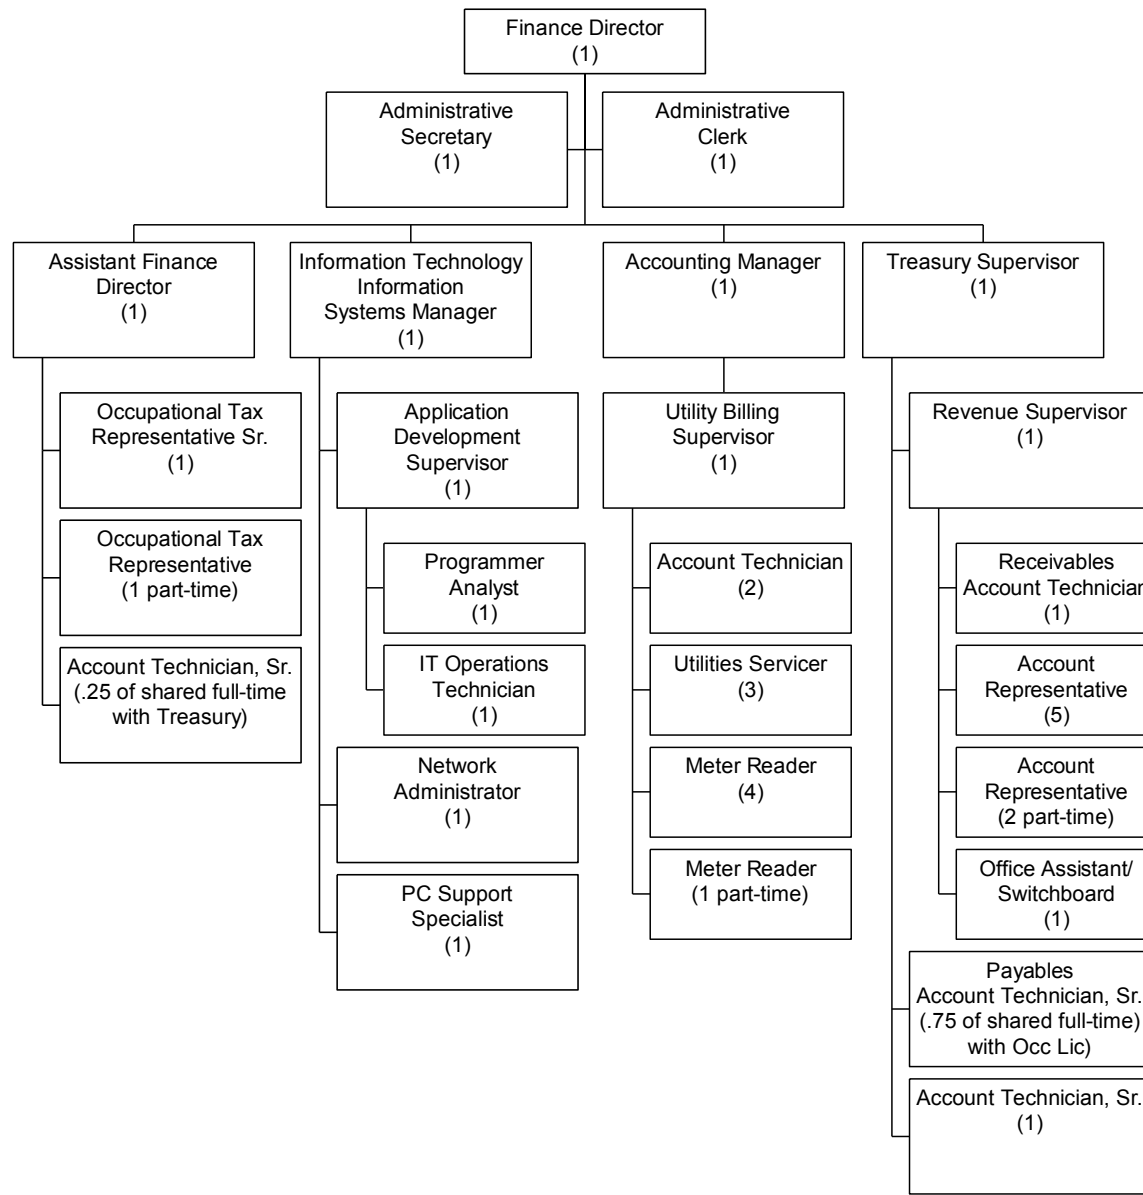 Finance Director
(1)
Administrative
Secretary
(1)
Administrative
Clerk
(1)
Assistant Finance
Director
(1)
Information Technology
Information
Systems Manager
(1)
Accounting Manager
(1)
Treasury Supervisor
(1)
Occupational Tax
Representative Sr.
(1)
Occupational Tax
Representative
(1 part-time)
Account Technician, Sr.
(.25 of shared full-time
with Treasury)
Application
Development
Supervisor
(1)
Programmer
Analyst
(1)
IT Operations
Technician
(1)
Network
Administrator
(1)
PC Support
Specialist
(1)
Utility Billing
Supervisor
(1)
Account Technician
(2)
Utilities Servicer
(3)
Meter Reader
(4)
Meter Reader
(1 part-time)
Revenue Supervisor
(1)
Receivables
Account Technician
(1)
Account
Representative
(5)
Account
Representative
(2 part-time)
Office Assistant/
Switchboard
(1)
Payables
Account Technician, Sr.
(.75 of shared full-time)
with Occ Lic)
Account Technician, Sr.
(1)